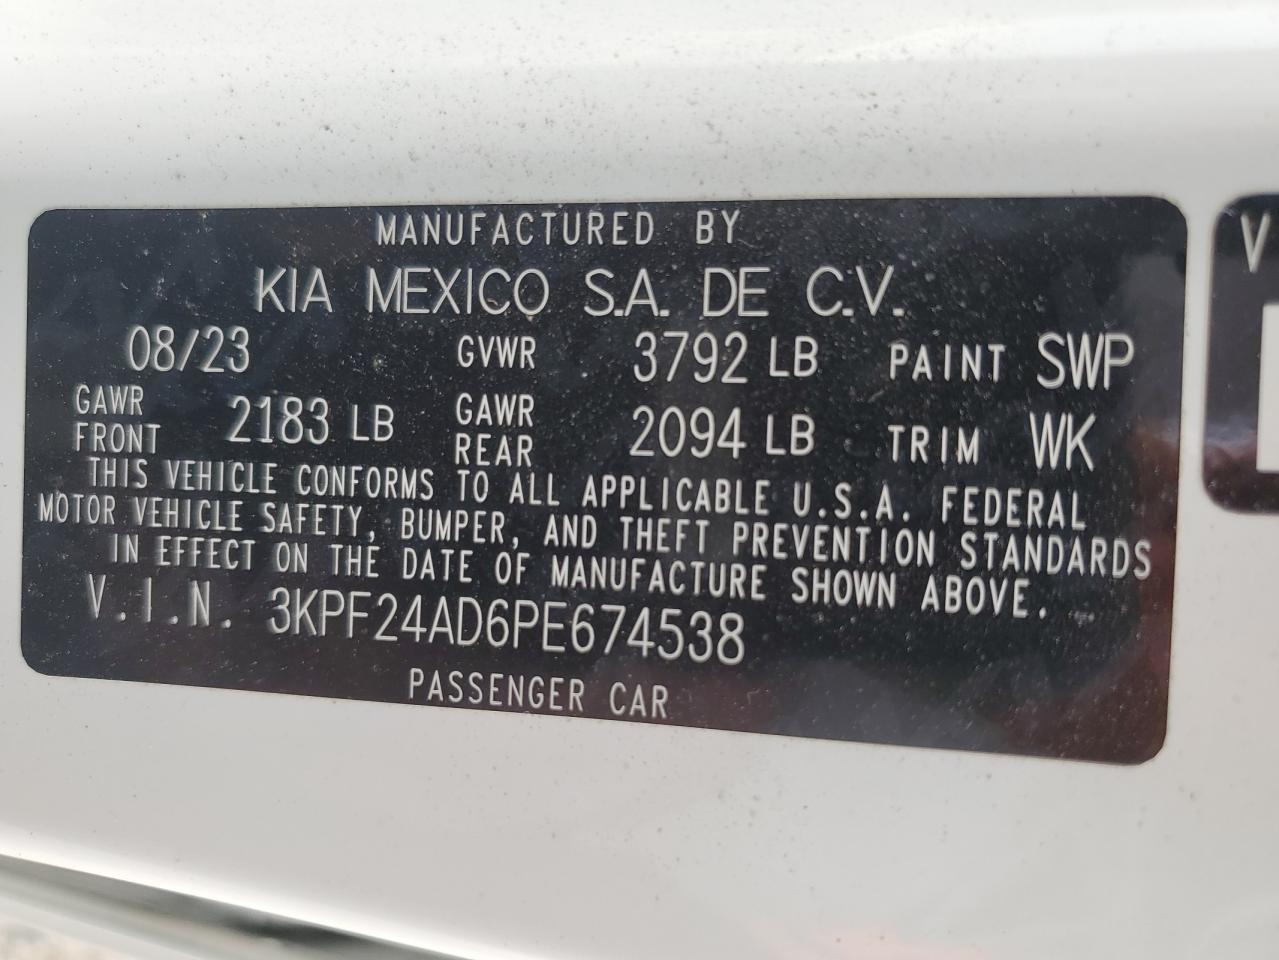 MANUFACTURED BY
KIA MEXICO S.A. DE C.V.
08/23 GVWR 3792 LB PAINT SWP
GAWR FRONT 2183 LB GAWR REAR 2094 LB TRIM WK
THIS VEHICLE CONFORMS TO ALL APPLICABLE U.S.A. FEDERAL
MOTOR VEHICLE SAFETY, BUMPER, AND THEFT PREVENTION STANDARDS
IN EFFECT ON THE DATE OF MANUFACTURE SHOWN ABOVE.
V.I.N. 3KPF24AD6PE674538
PASSENGER CAR
V